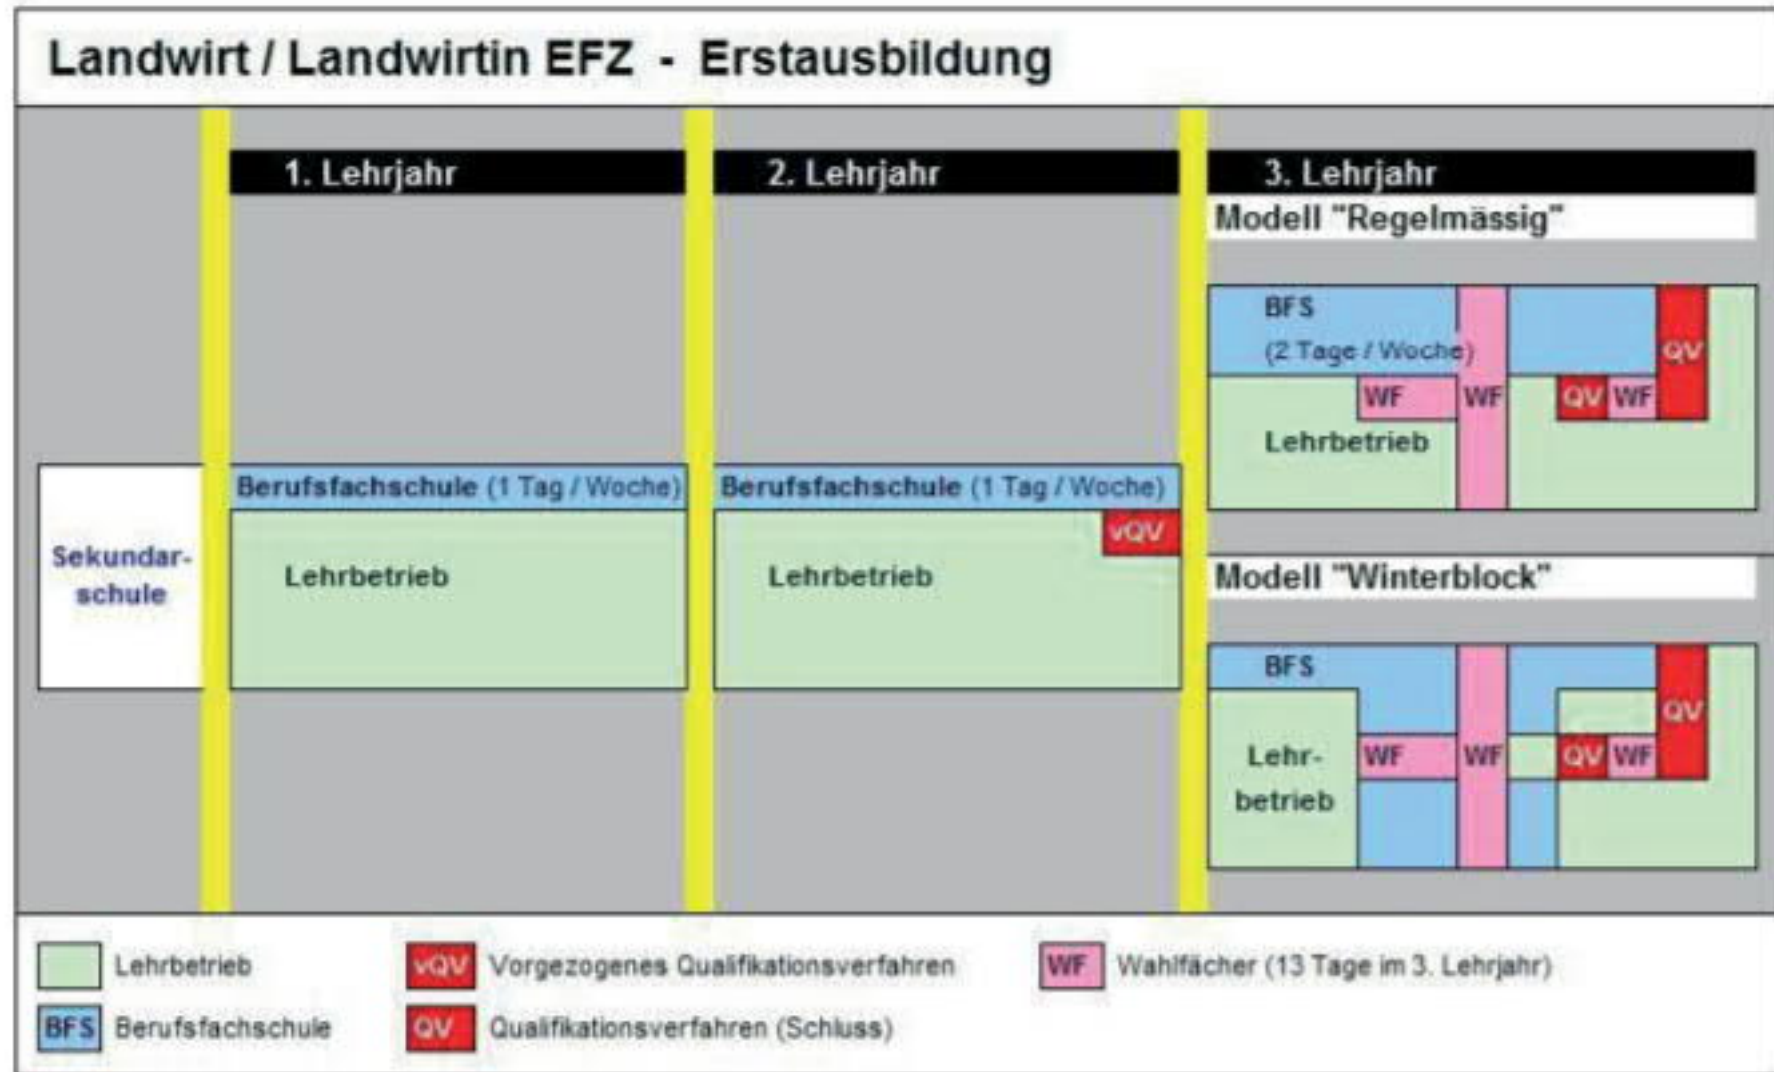 Landwirt / Landwirtin EFZ - Erstausbildung
1. Lehrjahr
2. Lehrjahr
3. Lehrjahr
Modell "Regelmässig"
BFS
(2 Tage / Woche)
QV
WF
WF
QV
WF
Lehrbetrieb
Berufsfachschule (1 Tag / Woche)
Berufsfachschule (1 Tag / Woche)
vQV
Sekundar-
schule
Lehrbetrieb
Lehrbetrieb
Modell "Winterblock"
BFS
QV
Lehr-
betrieb
WF
WF
QV
WF
Lehrbetrieb
vQV
Vorgezogenes Qualifikationsverfahren
WF
Wahlfächer (13 Tage im 3. Lehrjahr)
BFS
Berufsfachschule
QV
Qualifikationsverfahren (Schluss)